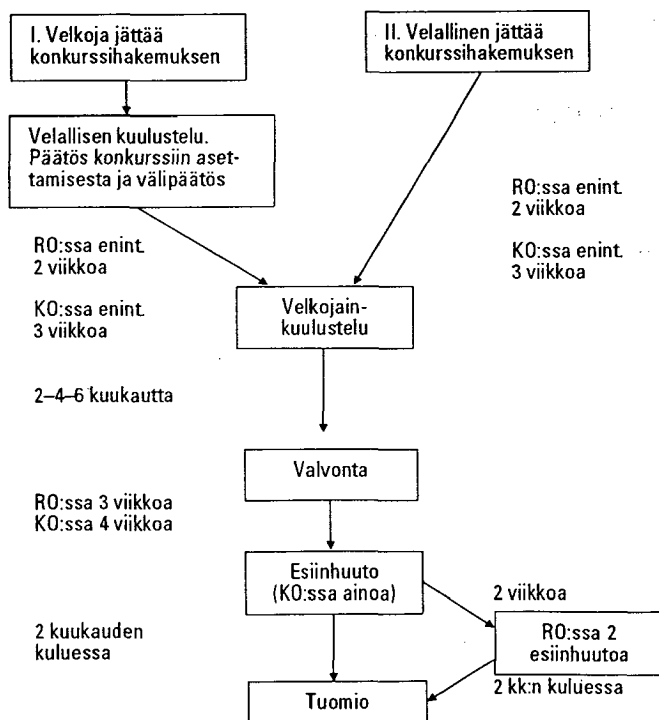 I. Velkoja jättää
konkurssihakemuksen
II. Velallinen jättää
konkurssihakemuksen
Velallisen kuulustelu.
Päätös konkurssiin aset-
tamisesta ja välipäätös
RO:ssa enint.
2 viikkoa
KO:ssa enint.
3 viikkoa
RO:ssa enint.
2 viikkoa
KO:ssa enint.
3 viikkoa
Velkojain-
kuulustelu
2–4–6 kuukautta
Valvonta
RO:ssa 3 viikkoa
KO:ssa 4 viikkoa
Esiinhuuto
(KO:ssa ainoa)
2 viikkoa
RO:ssa 2
esiinhuutoa
2 kuukauden
kuluessa
2 kk:n kuluessa
Tuomio